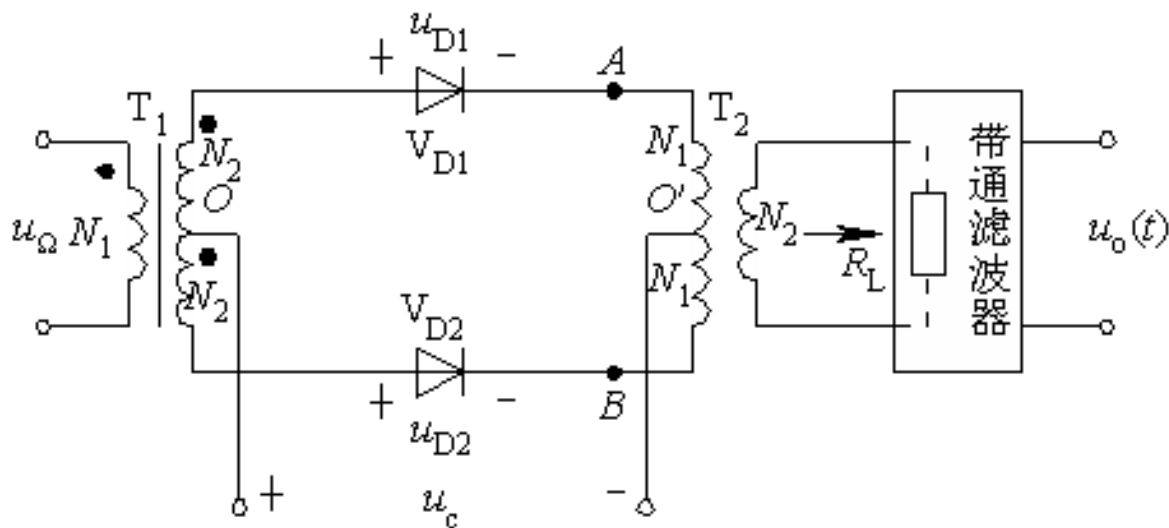 u_D1
+ − A
T_1 T_2
V_D1
N_2 N_1
O O'
u_Ω N_1 N_2 R_L 带通滤波器 u_o(t)
N_2 N_1
V_D2
+ − B
u_D2
+ u_c −